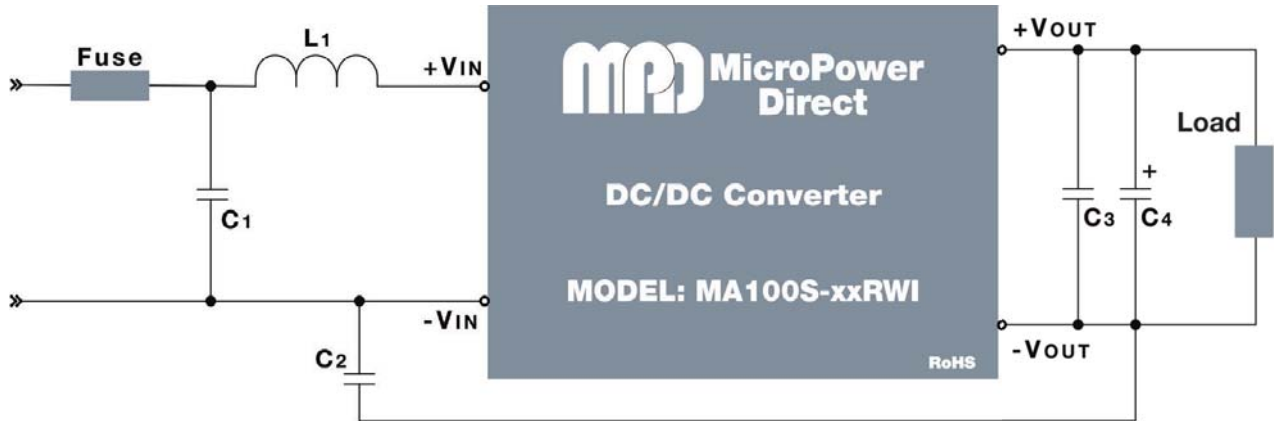 Fuse
L1
+VIN
C1
-VIN
C2
MPD MicroPower
Direct
DC/DC Converter
MODEL: MA100S-xxRWI
RoHS
+VOUT
Load
+
C3
C4
-VOUT